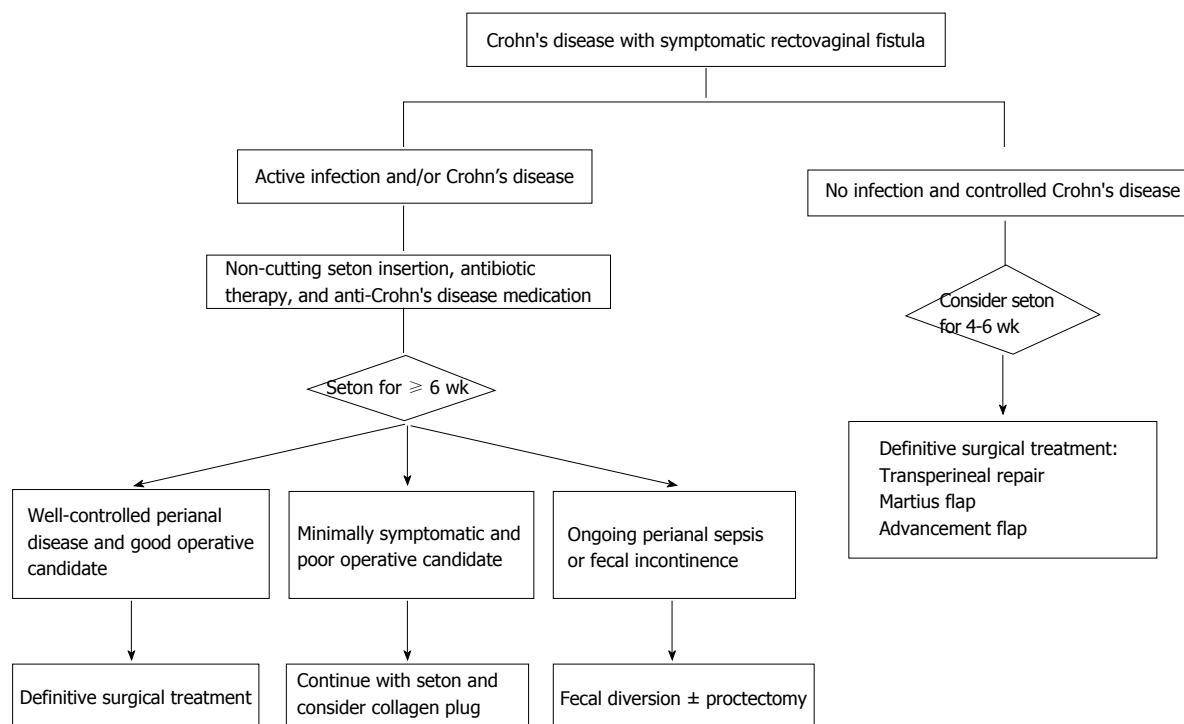 Crohn's disease with symptomatic rectovaginal fistula
Active infection and/or Crohn’s disease
No infection and controlled Crohn's disease
Non-cutting seton insertion, antibiotic
therapy, and anti-Crohn's disease medication
Consider seton
for 4-6 wk
Seton for ⩾ 6 wk
Definitive surgical treatment:
Transperineal repair
Martius flap
Advancement flap
Well-controlled perianal
disease and good operative
candidate
Minimally symptomatic and
poor operative candidate
Ongoing perianal sepsis
or fecal incontinence
Definitive surgical treatment
Continue with seton and
consider collagen plug
Fecal diversion ± proctectomy